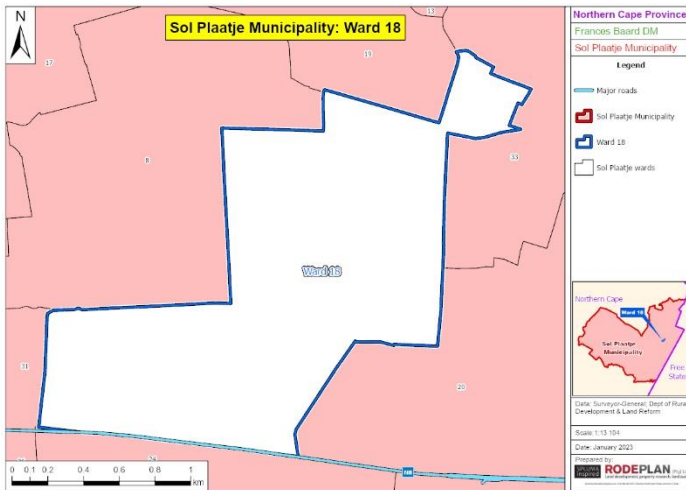 N
Sol Plaatje Municipality: Ward 18
13
19
17
8
33
Ward 18
31
20
24
0 0.1 0.2 0.4 0.6 0.8 1
km
Northern Cape Province
Frances Baard DM
Sol Plaatje Municipality
Legend
Major roads
Sol Plaatje Municipality
Ward 18
Sol Plaatje wards
Northern Cape
Ward 18
Sol Plaatje
Municipality
Free
State
Data: Surveyor-General; Dept of Rural
Development & Land Reform
Scale 1:13 104
Date: January 2023
Prepared by:
SPLUMA
inspired
RODEPLAN